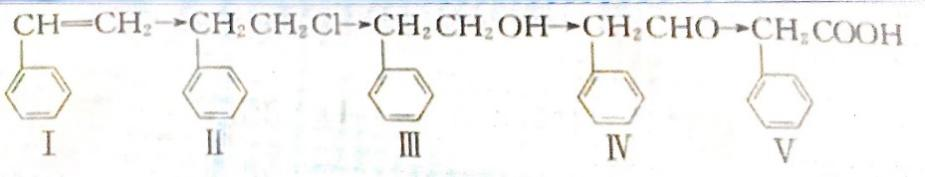 CH=CH₂→CH₂CH₂Cl→CH₂CH₂OH→CH₂CHO→CH₂COOH
I II III IV V